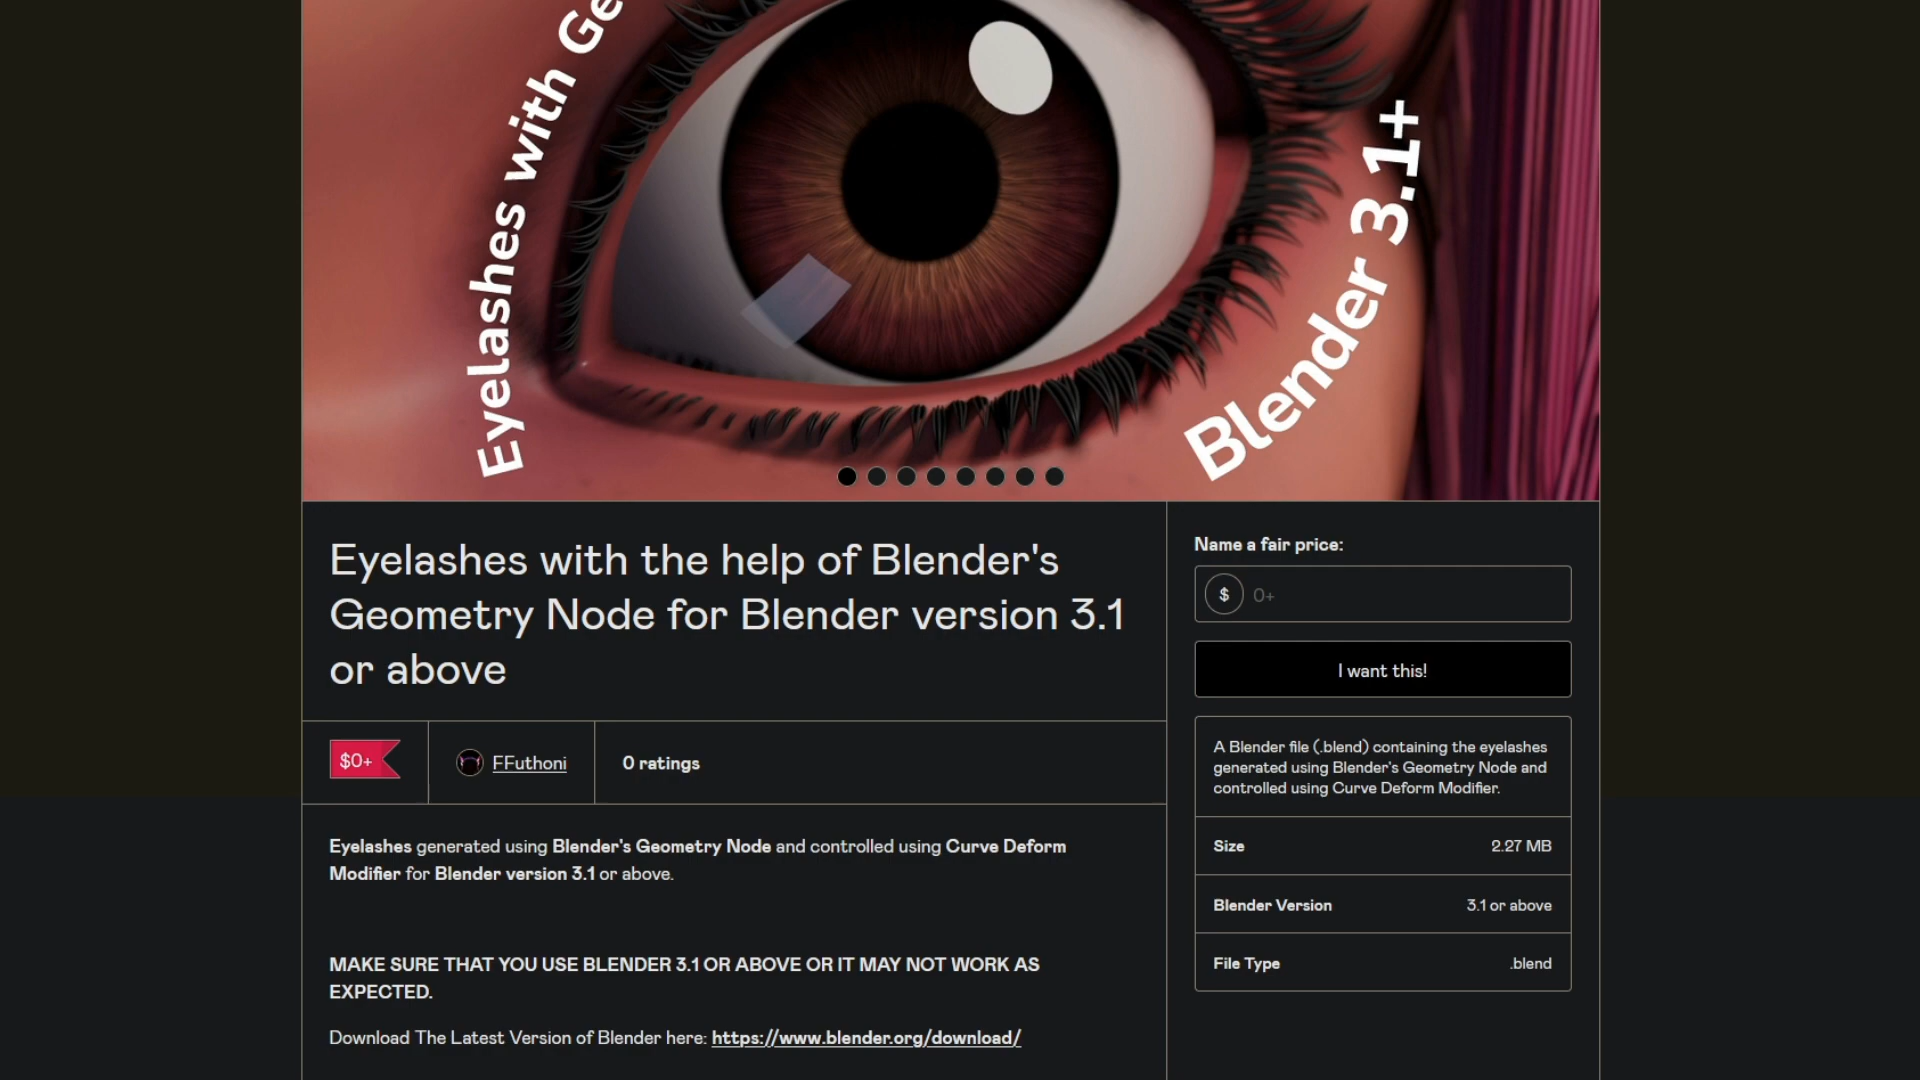 Eyelashes with Ge
Blender 3.1+
Eyelashes with the help of Blender's
Geometry Node for Blender version 3.1
or above
$0+
FFuthoni
0 ratings
Eyelashes generated using Blender's Geometry Node and controlled using Curve Deform
Modifier for Blender version 3.1 or above.
MAKE SURE THAT YOU USE BLENDER 3.1 OR ABOVE OR IT MAY NOT WORK AS
EXPECTED.
Download The Latest Version of Blender here: https://www.blender.org/download/
Name a fair price:
$ 0+
I want this!
A Blender file (.blend) containing the eyelashes
generated using Blender's Geometry Node and
controlled using Curve Deform Modifier.
Size 2.27 MB
Blender Version 3.1 or above
File Type .blend